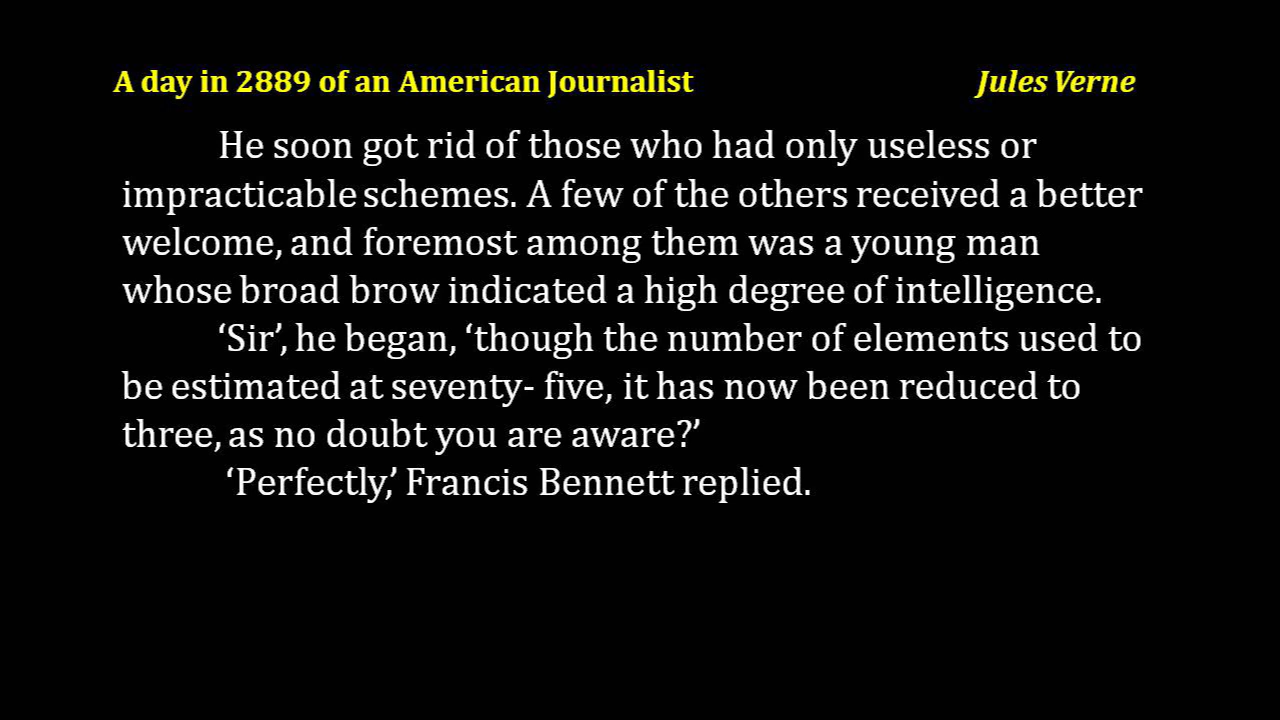 A day in 2889 of an American Journalist Jules Verne
He soon got rid of those who had only useless or
impracticable schemes. A few of the others received a better
welcome, and foremost among them was a young man
whose broad brow indicated a high degree of intelligence.
‘Sir’, he began, ‘though the number of elements used to
be estimated at seventy- five, it has now been reduced to
three, as no doubt you are aware?’
‘Perfectly,’ Francis Bennett replied.